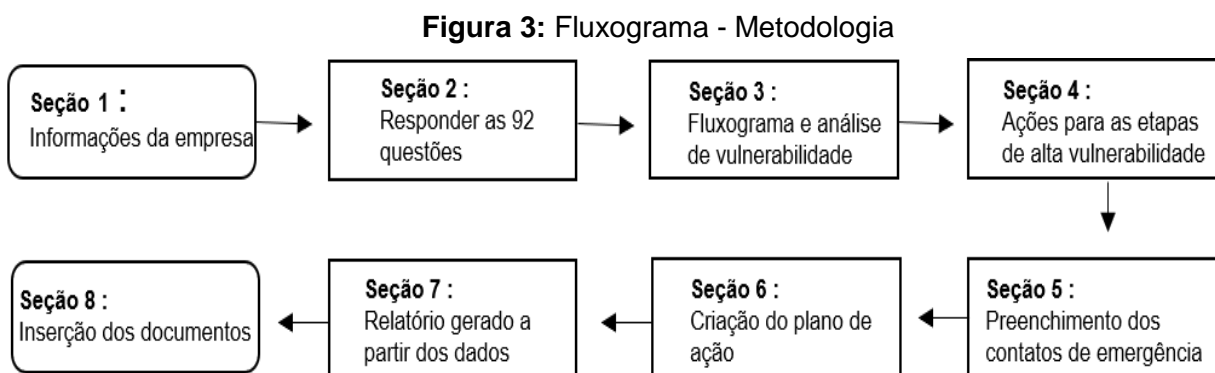 Figura 3: Fluxograma - Metodologia
Seção 1 :
Informações da empresa
Seção 2 :
Responder as 92
questões
Seção 3 :
Fluxograma e análise
de vulnerabilidade
Seção 4 :
Ações para as etapas
de alta vulnerabilidade
Seção 5 :
Preenchimento dos
contatos de emergência
Seção 6 :
Criação do plano de
ação
Seção 7 :
Relatório gerado a
partir dos dados
Seção 8 :
Inserção dos documentos